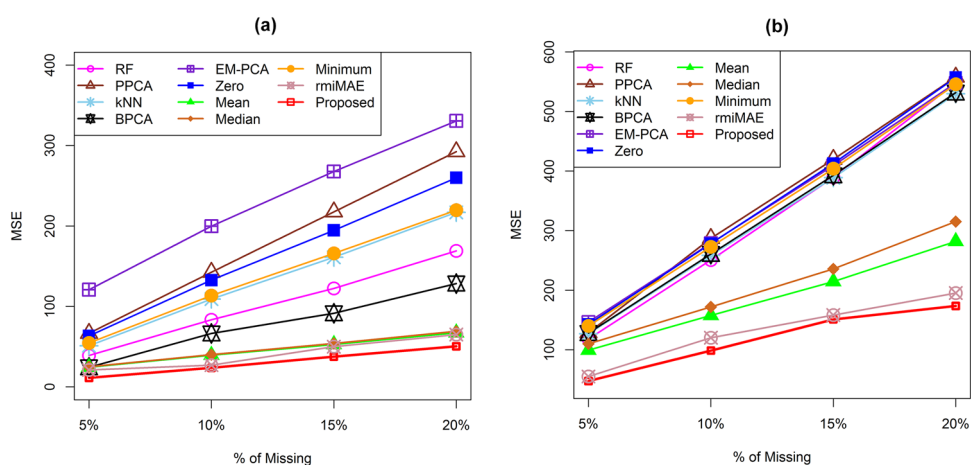 (a)
MSE
400
300
200
100
0
RF
PPCA
kNN
BPCA
EM-PCA
Zero
Mean
Median
Minimum
rmiMAE
Proposed
5%
10%
15%
20%
% of Missing
(b)
MSE
600
500
400
300
200
100
RF
PPCA
kNN
BPCA
EM-PCA
Zero
Mean
Median
Minimum
rmiMAE
Proposed
5%
10%
15%
20%
% of Missing